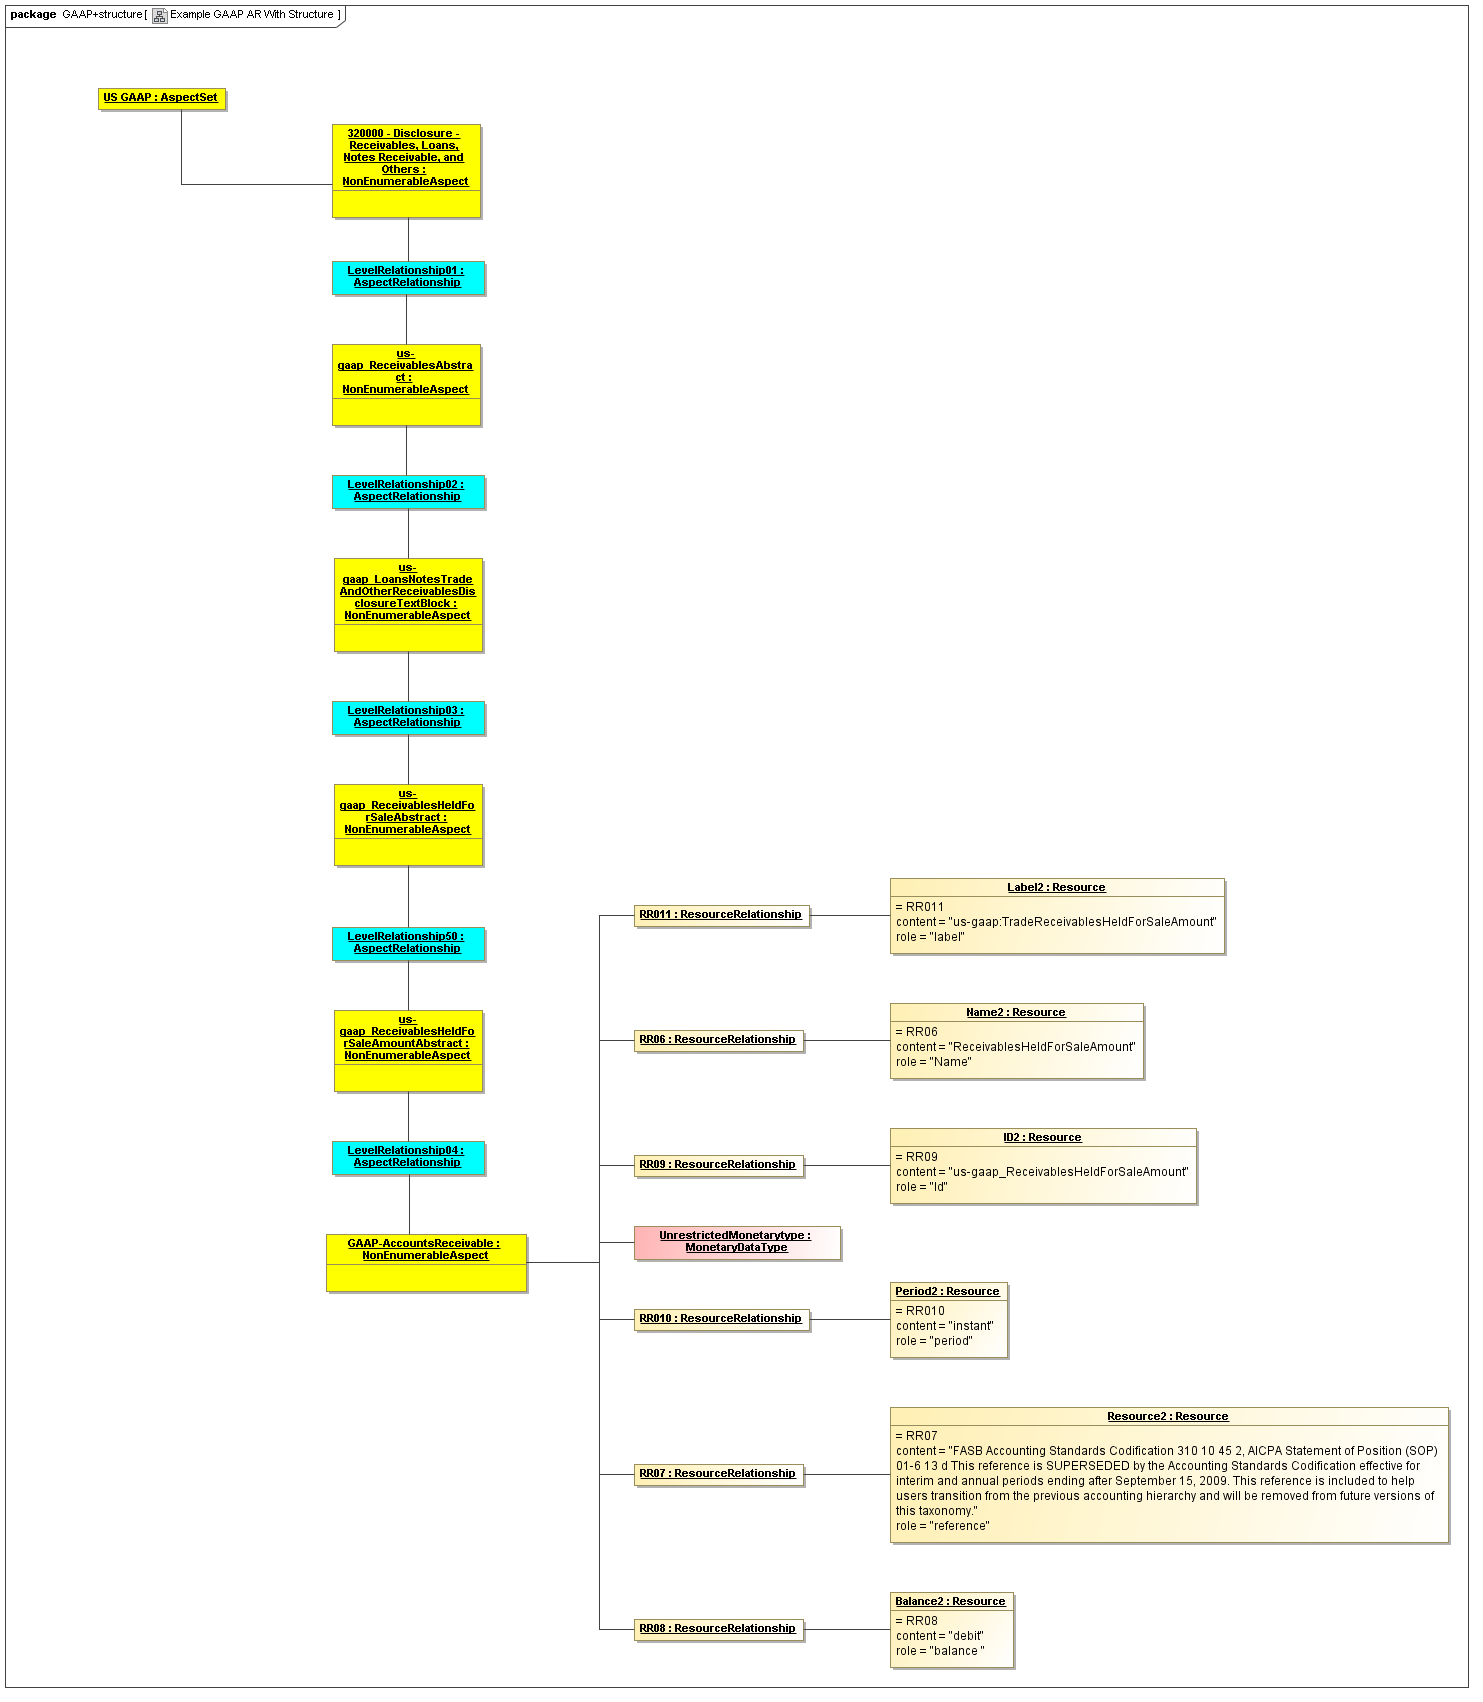 package GAAP+structure [ Example GAAP AR With Structure ]
US GAAP : AspectSet
320000 - Disclosure -
Receivables, Loans,
Notes Receivable, and
Others :
NonEnumerableAspect
LevelRelationship01 :
AspectRelationship
us-
gaap_ReceivablesAbstra
ct :
NonEnumerableAspect
LevelRelationship02 :
AspectRelationship
us-
gaap_LoansNotesTrade
AndOtherReceivablesDis
closureTextBlock :
NonEnumerableAspect
LevelRelationship03 :
AspectRelationship
us-
gaap_ReceivablesHeldFo
rSaleAbstract :
NonEnumerableAspect
LevelRelationship50 :
AspectRelationship
us-
gaap_ReceivablesHeldFo
rSaleAmountAbstract :
NonEnumerableAspect
LevelRelationship04 :
AspectRelationship
GAAP-AccountsReceivable :
NonEnumerableAspect
RR011 : ResourceRelationship
Label2 : Resource
= RR011
content = "us-gaap:TradeReceivablesHeldForSaleAmount"
role = "label"
RR06 : ResourceRelationship
Name2 : Resource
= RR06
content = "ReceivablesHeldForSaleAmount"
role = "Name"
RR09 : ResourceRelationship
ID2 : Resource
= RR09
content = "us-gaap_ReceivablesHeldForSaleAmount"
role = "Id"
UnrestrictedMonetarytype :
MonetaryDataType
RR010 : ResourceRelationship
Period2 : Resource
= RR010
content = "instant"
role = "period"
RR07 : ResourceRelationship
Resource2 : Resource
= RR07
content = "FASB Accounting Standards Codification 310 10 45 2, AICPA Statement of Position (SOP)
01-6 13 d This reference is SUPERSEDED by the Accounting Standards Codification effective for
interim and annual periods ending after September 15, 2009. This reference is included to help
users transition from the previous accounting hierarchy and will be removed from future versions of
this taxonomy."
role = "reference"
RR08 : ResourceRelationship
Balance2 : Resource
= RR08
content = "debit"
role = "balance "